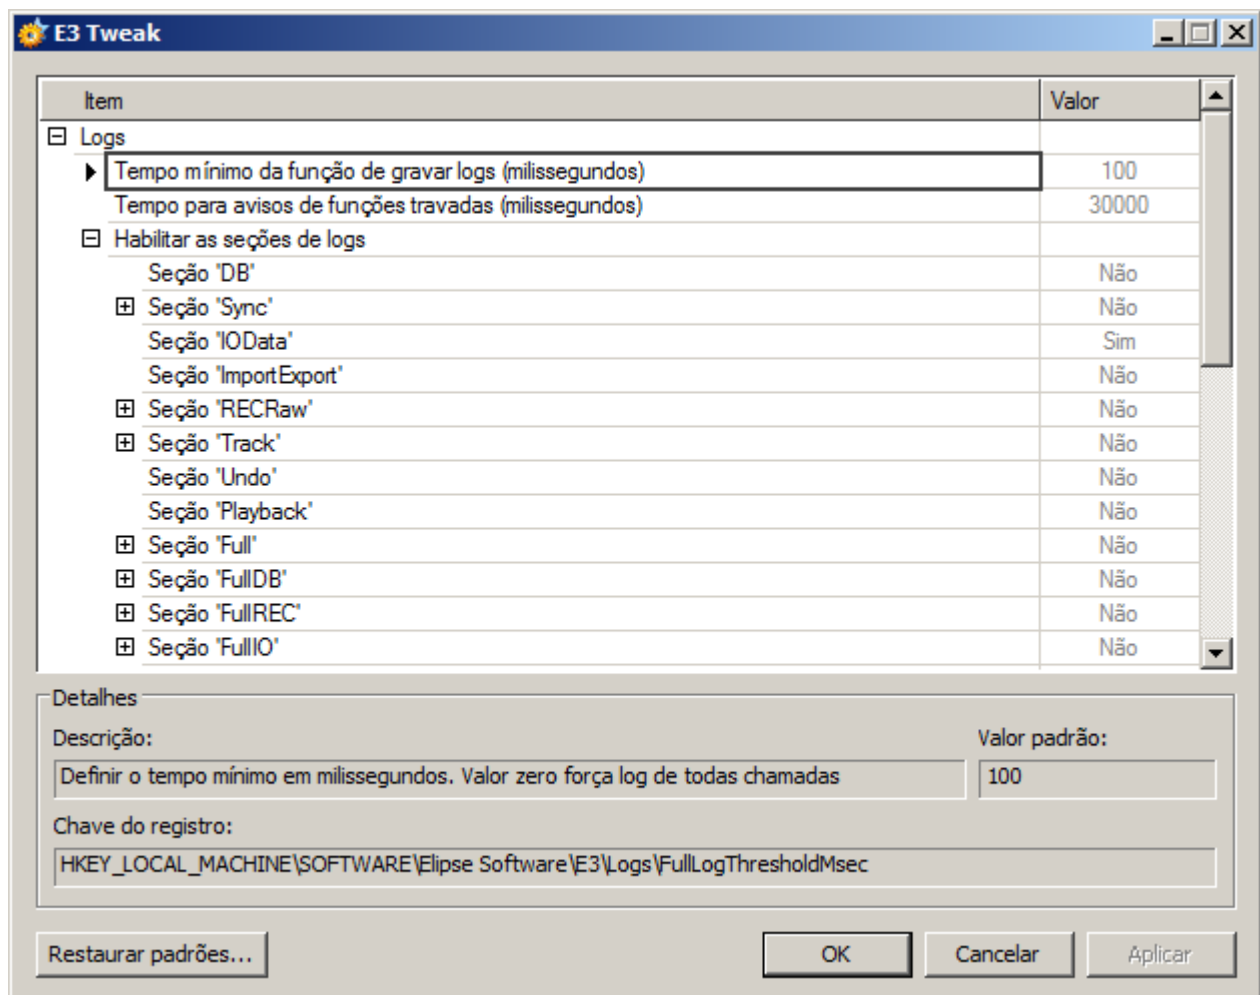 E3 Tweak
Item Valor
Logs
Tempo mínimo da função de gravar logs (milissegundos) 100
Tempo para avisos de funções travadas (milissegundos) 30000
Habilitar as seções de logs
Seção 'DB' Não
Seção 'Sync' Não
Seção 'IOData' Sim
Seção 'ImportExport' Não
Seção 'RECRaw' Não
Seção 'Track' Não
Seção 'Undo' Não
Seção 'Playback' Não
Seção 'Full' Não
Seção 'FullDB' Não
Seção 'FullREC' Não
Seção 'FullIO' Não
Detalhes
Descrição: Valor padrão:
Definir o tempo mínimo em milissegundos. Valor zero força log de todas chamadas 100
Chave do registro:
HKEY_LOCAL_MACHINE\SOFTWARE\Elipse Software\E3\Logs\FullLogThresholdMsec
Restaurar padrões... OK Cancelar Aplicar